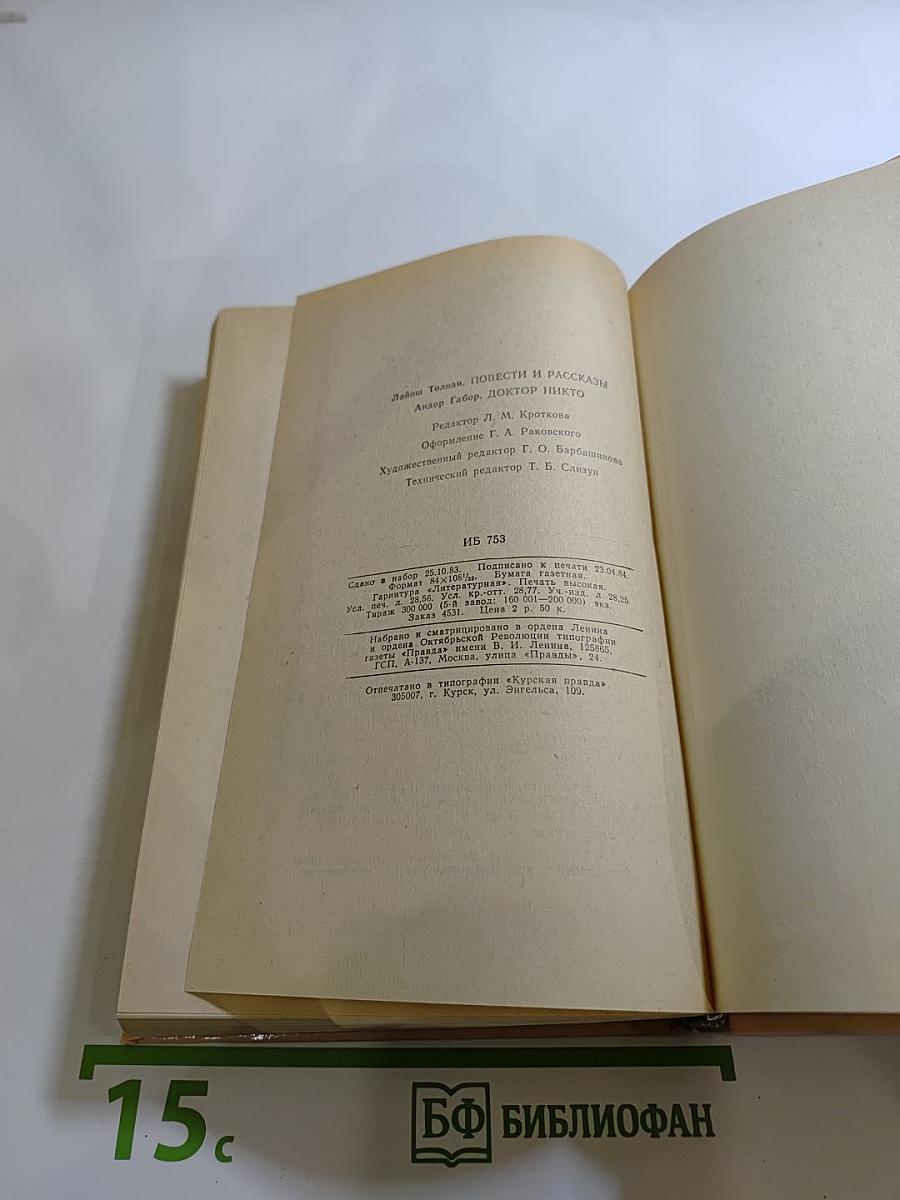 Лайош Толнаи. ПОВЕСТИ И РАССКАЗЫ
Андор Габор. ДОКТОР НИКТО
Редактор Л. М. Кроткова
Оформление Г. А. Раковского
Художественный редактор Г. О. Барбашинова
Технический редактор Т. Б. Слизун
ИБ 753
Сдано в набор 25.10.83. Подписано к печати 23.04.84.
Формат 84×108¹/₃₂. Бумага газетная.
Гарнитура «Литературная». Печать высокая.
Усл. печ. л. 28,56. Усл. кр.-отт. 28,77. Уч.-изд. л. 28,25.
Тираж 300 000 (5-й завод: 160 001—200 000) экз.
Заказ 4531. Цена 2 р. 50 к.
Набрано и сматрицировано в ордена Ленина
и ордена Октябрьской Революции типографии
газеты «Правда» имени В. И. Ленина, 125865,
ГСП, А-137, Москва, улица «Правды», 24.
Отпечатано в типографии «Курская правда»
305007, г. Курск, ул. Энгельса, 109.
15 с
БФ БИБЛИОФАН